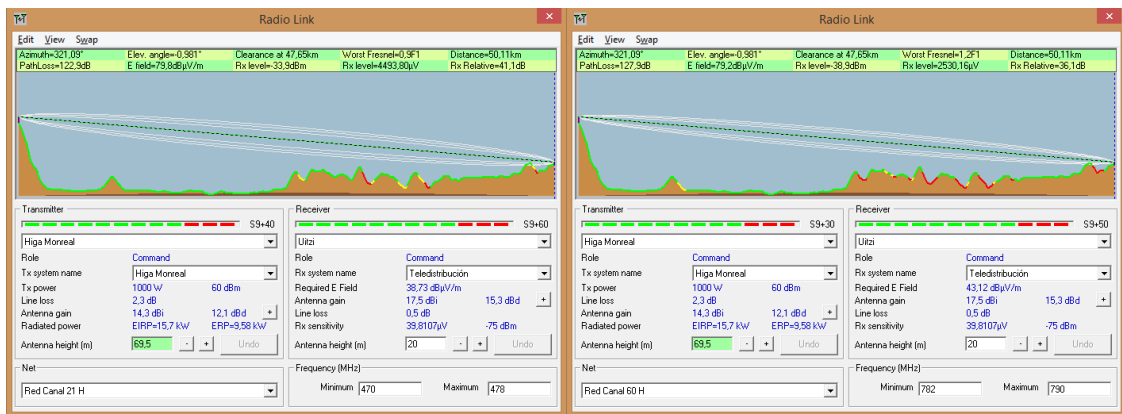 Radio Link
Edit View Swap
Azimuth=321,09° Elev. angle=-0,981° Clearance at 47,65km Worst Fresnel=0,9F1 Distance=50,11km
PathLoss=122,9dB E field=79,8dBµV/m Rx level=-33,9dBm Rx level=4493,80µV Rx Relative=41,1dB
Transmitter
S9+40
Higa Monreal
Role Command
Tx system name Higa Monreal
Tx power 1000 W 60 dBm
Line loss 2,3 dB
Antenna gain 14,3 dBi 12,1 dBd +
Radiated power EIRP=15,7 kW ERP=9,58 kW
Antenna height (m) 69,5 - + Undo
Receiver
S9+60
Uitzi
Role Command
Rx system name Teledistribución
Required E Field 38,73 dBµV/m
Antenna gain 17,5 dBi 15,3 dBd +
Line loss 0,5 dB
Rx sensitivity 39,8107µV -75 dBm
Antenna height (m) 20 - + Undo
Net
Red Canal 21 H
Frequency (MHz)
Minimum 470 Maximum 478
Radio Link
Edit View Swap
Azimuth=321,09° Elev. angle=-0,981° Clearance at 47,65km Worst Fresnel=1,2F1 Distance=50,11km
PathLoss=127,9dB E field=79,2dBµV/m Rx level=-38,9dBm Rx level=2530,16µV Rx Relative=36,1dB
Transmitter
S9+30
Higa Monreal
Role Command
Tx system name Higa Monreal
Tx power 1000 W 60 dBm
Line loss 2,3 dB
Antenna gain 14,3 dBi 12,1 dBd +
Radiated power EIRP=15,7 kW ERP=9,58 kW
Antenna height (m) 69,5 - + Undo
Receiver
S9+50
Uitzi
Role Command
Rx system name Teledistribución
Required E Field 43,12 dBµV/m
Antenna gain 17,5 dBi 15,3 dBd +
Line loss 0,5 dB
Rx sensitivity 39,8107µV -75 dBm
Antenna height (m) 20 - + Undo
Net
Red Canal 60 H
Frequency (MHz)
Minimum 782 Maximum 790